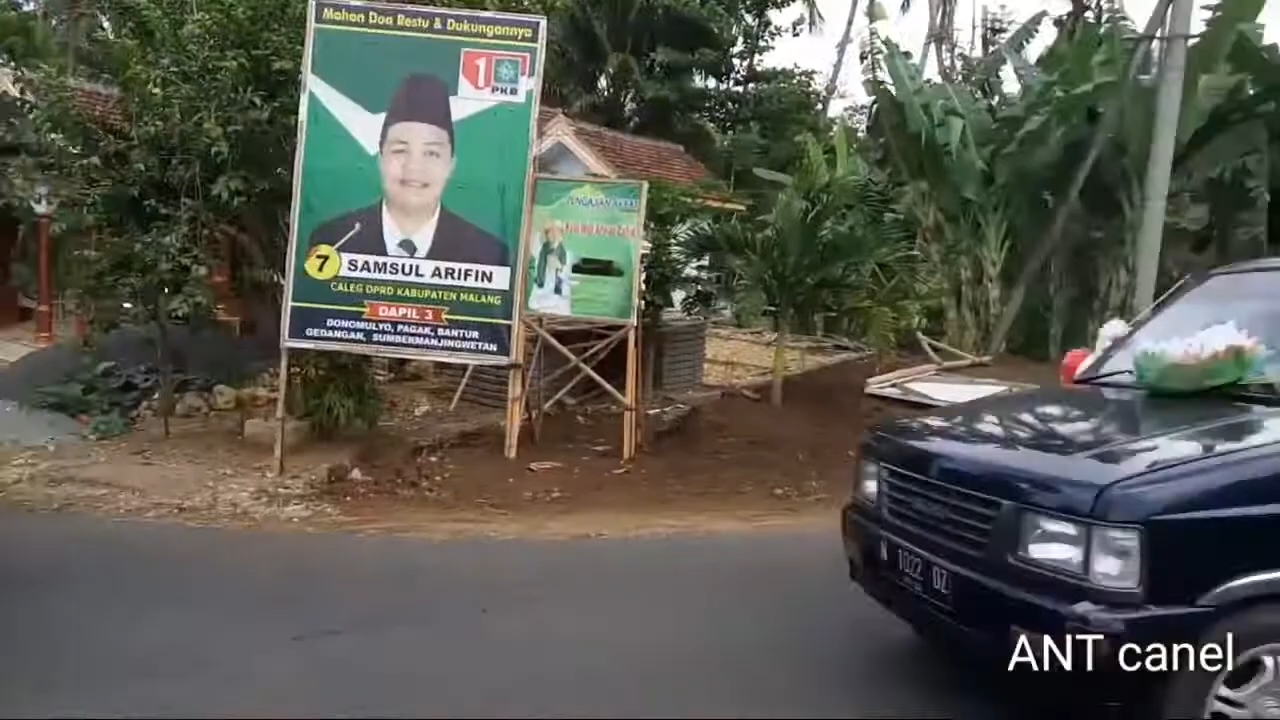 Mohon Doa Restu & Dukungannya
1
PKB
7 SAMSUL ARIFIN
CALEG DPRD KABUPATEN MALANG
DAPIL 3
DONOMULYO, PAGAK, BANTUR
GEDANGAN, SUMBERMANJINGWETAN
PENGAJIAN
N 1022 DZ
ANT canel